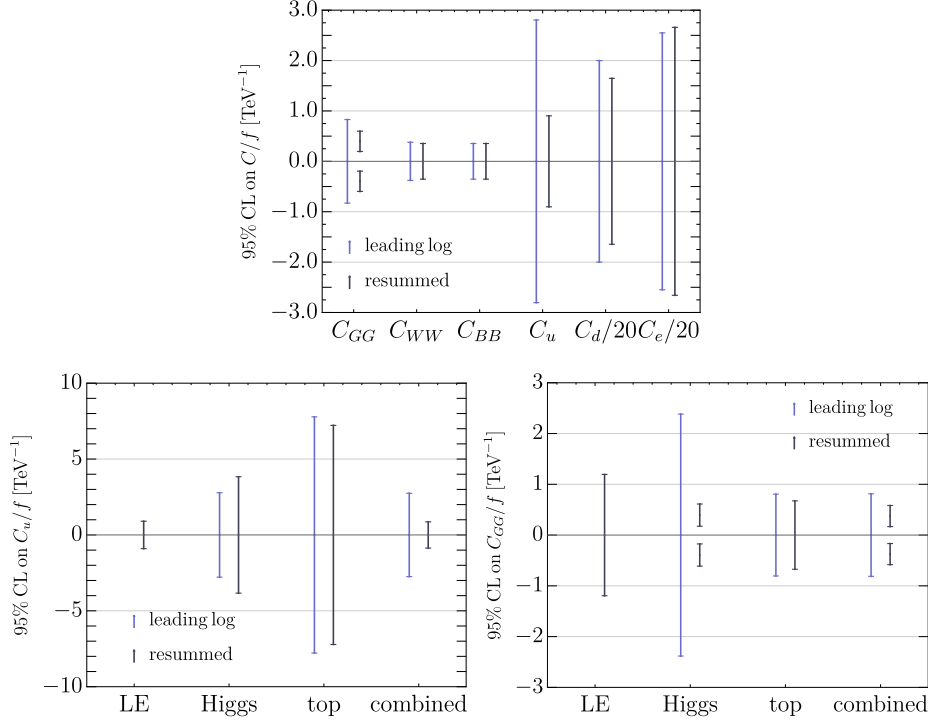 3.0
2.0
1.0
0.0
−1.0
−2.0
−3.0
95% CL on C/f [TeV⁻¹]
leading log
resummed
C_GG C_WW C_BB C_u C_d/20 C_e/20
10
5
0
−5
−10
95% CL on C_u/f [TeV⁻¹]
leading log
resummed
LE Higgs top combined
3
2
1
0
−1
−2
−3
95% CL on C_GG/f [TeV⁻¹]
leading log
resummed
LE Higgs top combined